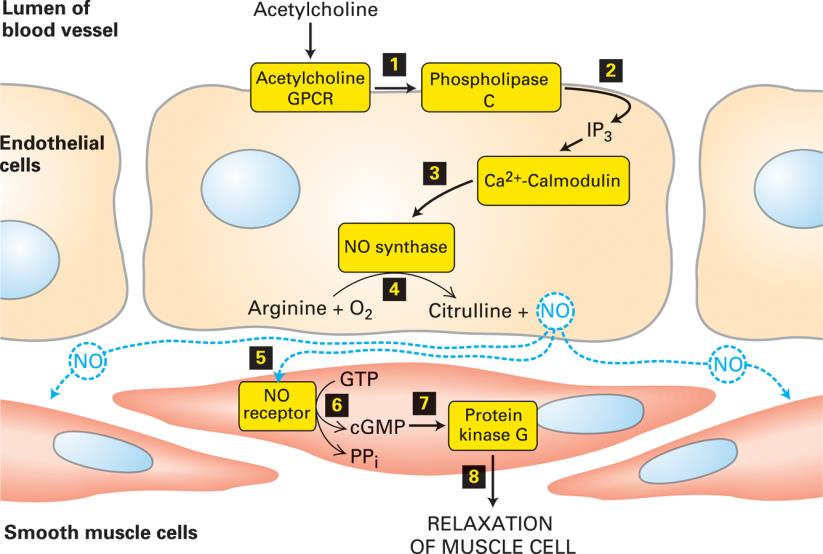 Lumen of
blood vessel
Acetylcholine
Acetylcholine
GPCR
1
Phospholipase
C
2
IP3
Endothelial
cells
3
Ca2+-Calmodulin
NO synthase
4
Arginine + O2
Citrulline + NO
NO
5
NO
GTP
NO
receptor
6
cGMP
7
Protein
kinase G
PPi
8
Smooth muscle cells
RELAXATION
OF MUSCLE CELL